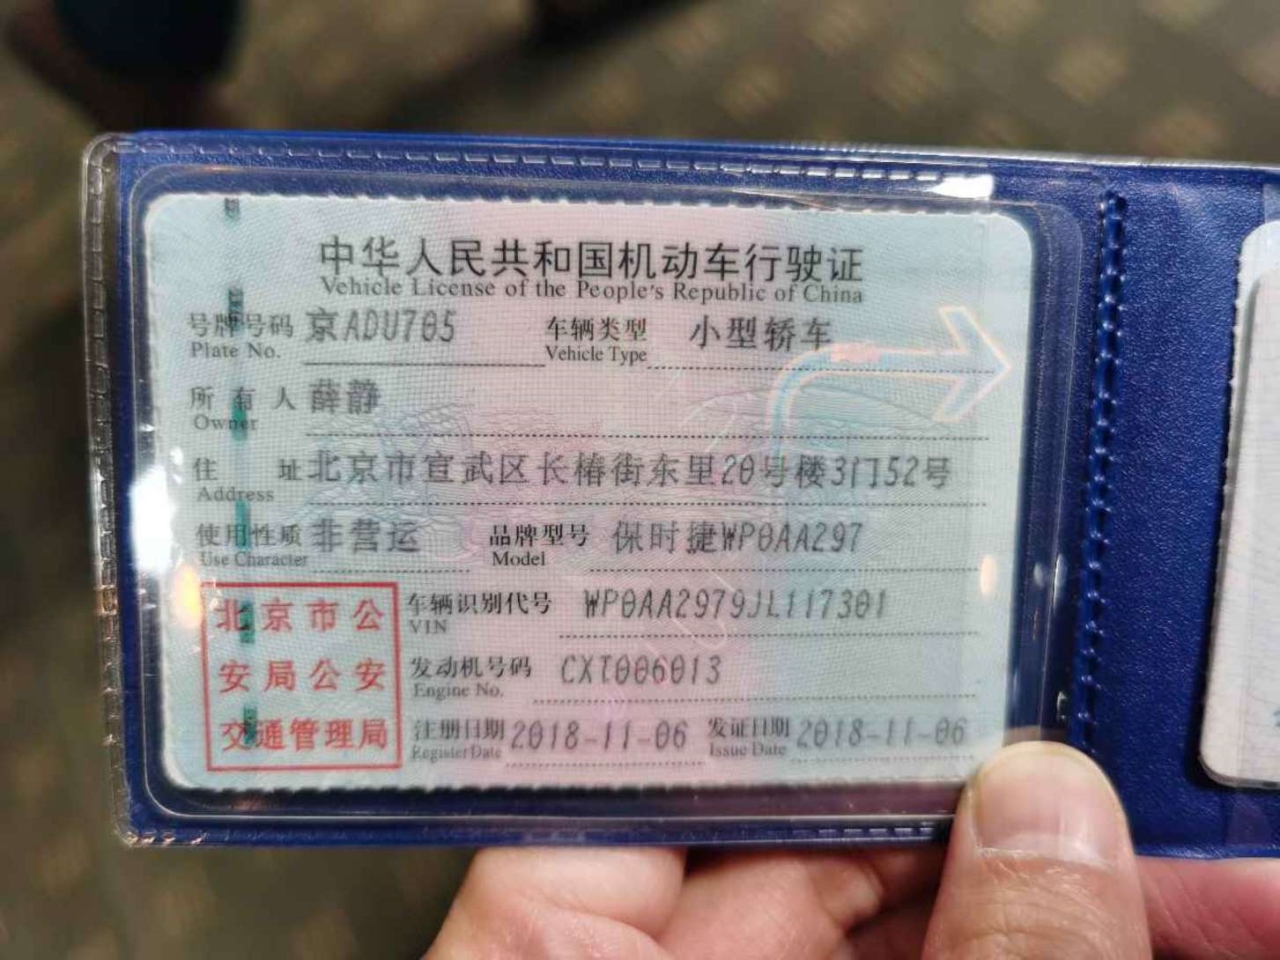 中华人民共和国机动车行驶证
Vehicle License of the People's Republic of China
号牌号码 京ADU705 车辆类型 小型轿车
Plate No. Vehicle Type
所有人 薛静
Owner
住址 北京市宣武区长椿街东里20号楼3门52号
Address
使用性质 非营运 品牌型号 保时捷WP0AA297
Use Character Model
车辆识别代号 WP0AA2979JL117301
VIN
发动机号码 CXT006013
Engine No.
注册日期 2018-11-06 发证日期 2018-11-06
Register Date Issue Date
北京市公
安局公安
交通管理局